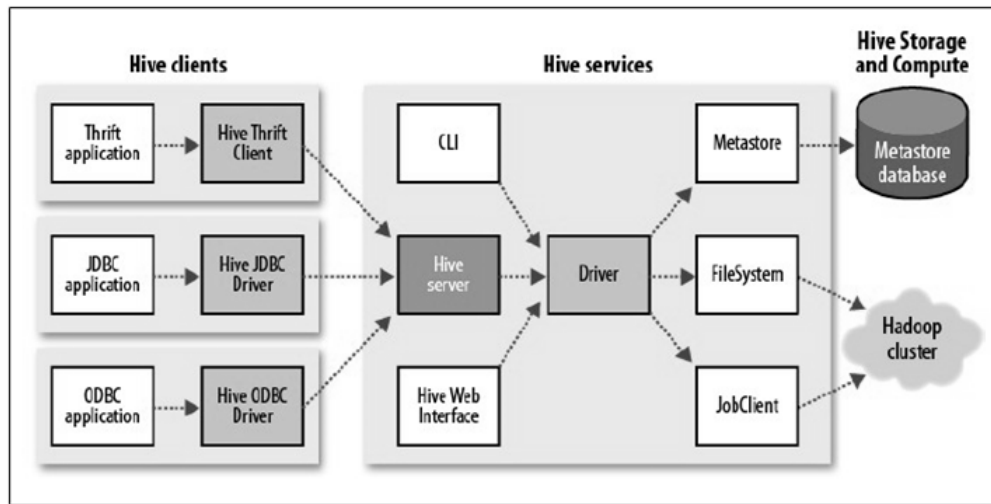 Hive clients
Hive services
Hive Storage
and Compute
Thrift
application
Hive Thrift
Client
CLI
Metastore
Metastore
database
JDBC
application
Hive JDBC
Driver
Hive
server
Driver
FileSystem
Hadoop
cluster
ODBC
application
Hive ODBC
Driver
Hive Web
Interface
JobClient